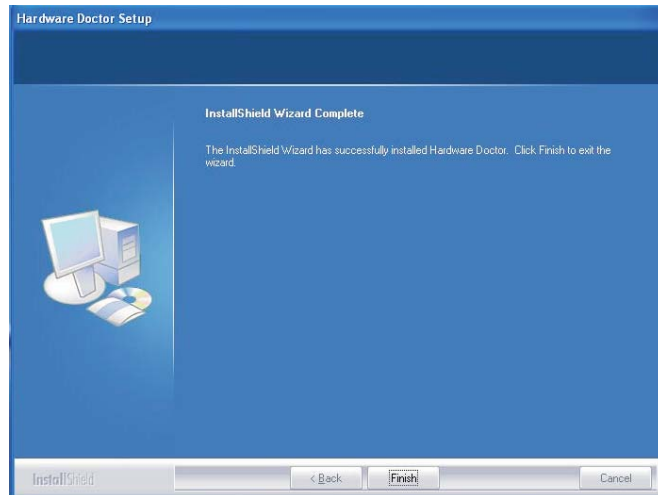 Hardware Doctor Setup
InstallShield Wizard Complete
The InstallShield Wizard has successfully installed Hardware Doctor. Click Finish to exit the
wizard.
InstallShield
< Back
Finish
Cancel